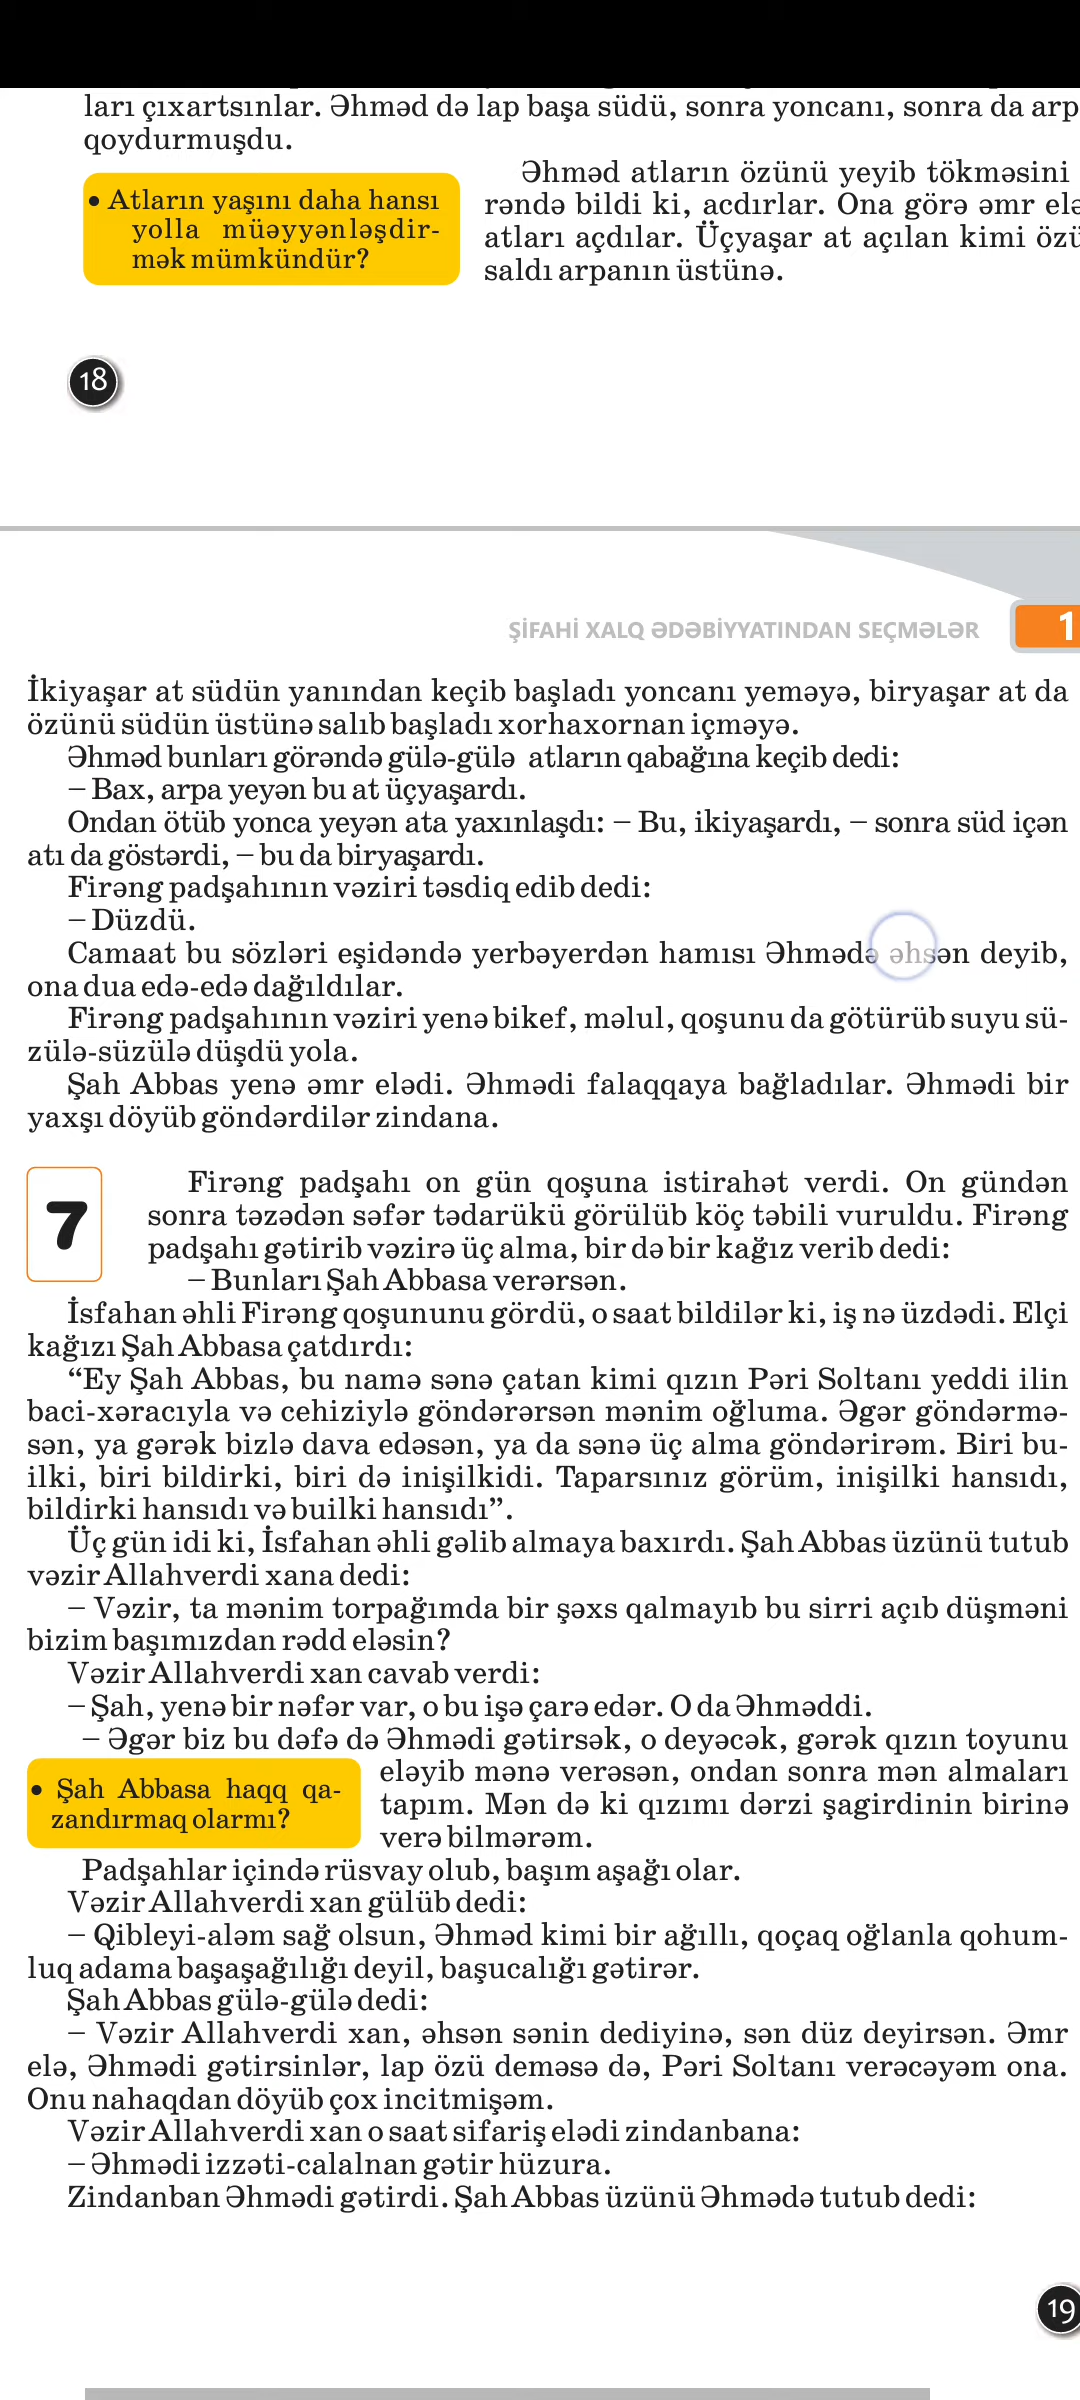 ları çıxartsınlar. Əhməd də lap başa südü, sonra yoncanı, sonra da arp
qoydurmuşdu.
Əhməd atların özünü yeyib tökməsini
rəndə bildi ki, acdırlar. Ona görə əmr elə
atları açdılar. Üçyaşar at açılan kimi özü
saldı arpanın üstünə.
• Atların yaşını daha hansı
yolla müəyyənləşdir-
mək mümkündür?
18
ŞİFAHİ XALQ ƏDƏBİYYATINDAN SEÇMƏLƏR
1
İkiyaşar at südün yanından keçib başladı yoncanı yeməyə, biryaşar at da
özünü südün üstünə salıb başladı xorhaxornan içməyə.
Əhməd bunları görəndə gülə-gülə atların qabağına keçib dedi:
– Bax, arpa yeyən bu at üçyaşardı.
Ondan ötüb yonca yeyən ata yaxınlaşdı: – Bu, ikiyaşardı, – sonra süd içən
atı da göstərdi, – bu da biryaşardı.
Firəng padşahının vəziri təsdiq edib dedi:
– Düzdü.
Camaat bu sözləri eşidəndə yerbəyerdən hamısı Əhmədə əhsən deyib,
ona dua edə-edə dağıldılar.
Firəng padşahının vəziri yenə bikef, məlul, qoşunu da götürüb suyu sü-
zülə-süzülə düşdü yola.
Şah Abbas yenə əmr elədi. Əhmədi falaqqaya bağladılar. Əhmədi bir
yaxşı döyüb göndərdilər zindana.
7
Firəng padşahı on gün qoşuna istirahət verdi. On gündən
sonra təzədən səfər tədarükü görülüb köç təbili vuruldu. Firəng
padşahı gətirib vəzirə üç alma, bir də bir kağız verib dedi:
– Bunları Şah Abbasa verərsən.
İsfahan əhli Firəng qoşununu gördü, o saat bildilər ki, iş nə üzdədi. Elçi
kağızı Şah Abbasa çatdırdı:
“Ey Şah Abbas, bu namə sənə çatan kimi qızın Pəri Soltanı yeddi ilin
baci-xəracıyla və cehiziylə göndərərsən mənim oğluma. Əgər göndərmə-
sən, ya gərək bizlə dava edəsən, ya da sənə üç alma göndərirəm. Biri bu-
ilki, biri bildirki, biri də inişilkidi. Taparsınız görüm, inişilki hansıdı,
bildirki hansıdı və builki hansıdı”.
Üç gün idi ki, İsfahan əhli gəlib almaya baxırdı. Şah Abbas üzünü tutub
vəzir Allahverdi xana dedi:
– Vəzir, ta mənim torpağımda bir şəxs qalmayıb bu sirri açıb düşməni
bizim başımızdan rədd eləsin?
Vəzir Allahverdi xan cavab verdi:
– Şah, yenə bir nəfər var, o bu işə çarə edər. O da Əhməddi.
– Əgər biz bu dəfə də Əhmədi gətirsək, o deyəcək, gərək qızın toyunu
eləyib mənə verəsən, ondan sonra mən almaları
tapım. Mən də ki qızımı dərzi şagirdinin birinə
verə bilmərəm.
• Şah Abbasa haqq qa-
zandırmaq olarmı?
Padşahlar içində rüsvay olub, başım aşağı olar.
Vəzir Allahverdi xan gülüb dedi:
– Qibleyi-aləm sağ olsun, Əhməd kimi bir ağıllı, qoçaq oğlanla qohum-
luq adama başaşağılığı deyil, başucalığı gətirər.
Şah Abbas gülə-gülə dedi:
– Vəzir Allahverdi xan, əhsən sənin dediyinə, sən düz deyirsən. Əmr
elə, Əhmədi gətirsinlər, lap özü deməsə də, Pəri Soltanı verəcəyəm ona.
Onu nahaqdan döyüb çox incitmişəm.
Vəzir Allahverdi xan o saat sifariş elədi zindanbana:
– Əhmədi izzəti-calalnan gətir hüzura.
Zindanban Əhmədi gətirdi. Şah Abbas üzünü Əhmədə tutub dedi:
19